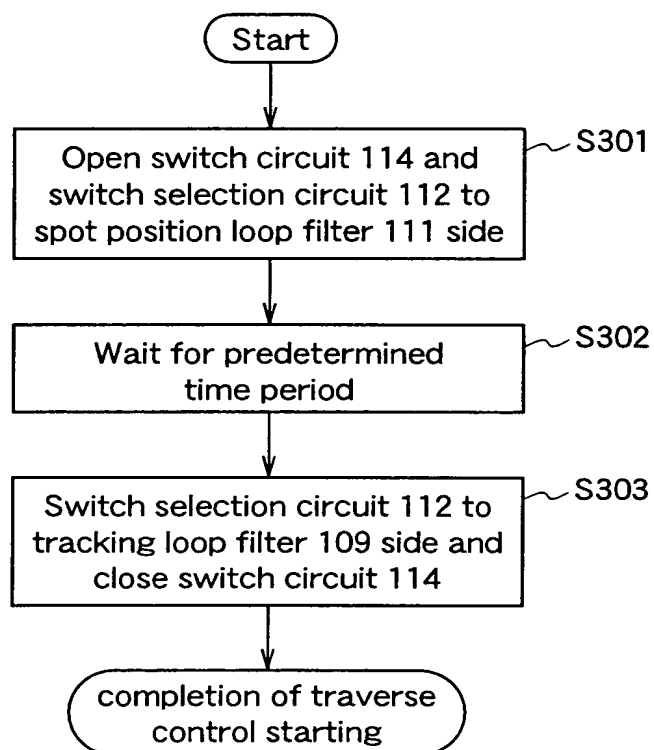 Start
Open switch circuit 114 and
switch selection circuit 112 to
spot position loop filter 111 side
S301
Wait for predetermined
time period
S302
Switch selection circuit 112 to
tracking loop filter 109 side and
close switch circuit 114
S303
completion of traverse
control starting